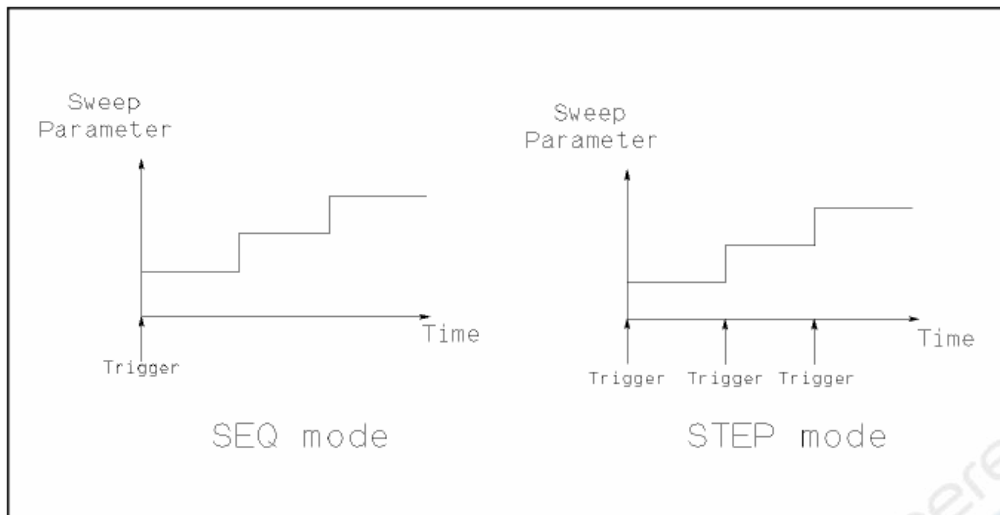 Sweep
Parameter
Time
Trigger
SEQ mode
Sweep
Parameter
Time
Trigger Trigger Trigger
STEP mode